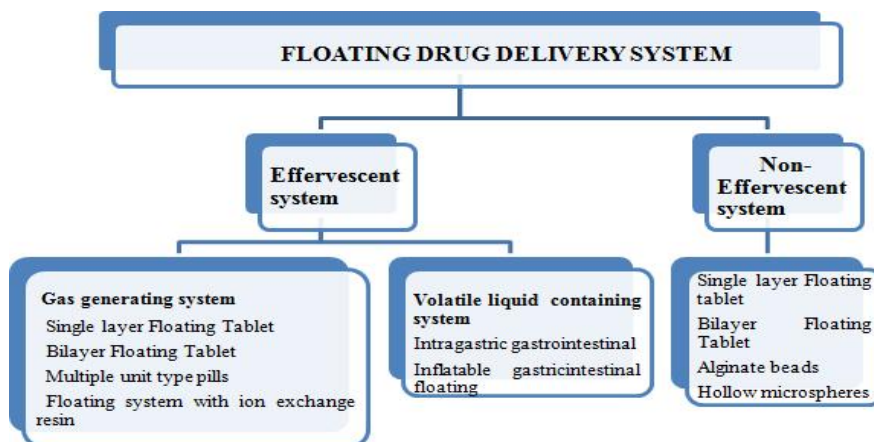 FLOATING DRUG DELIVERY SYSTEM
Effervescent
system
Non-
Effervescent
system
Gas generating system
Single layer Floating Tablet
Bilayer Floating Tablet
Multiple unit type pills
Floating system with ion exchange
resin
Volatile liquid containing
system
Intragastric gastrointestinal
Inflatable gastricintestinal
floating
Single layer Floating
tablet
Bilayer Floating
Tablet
Alginate beads
Hollow microspheres